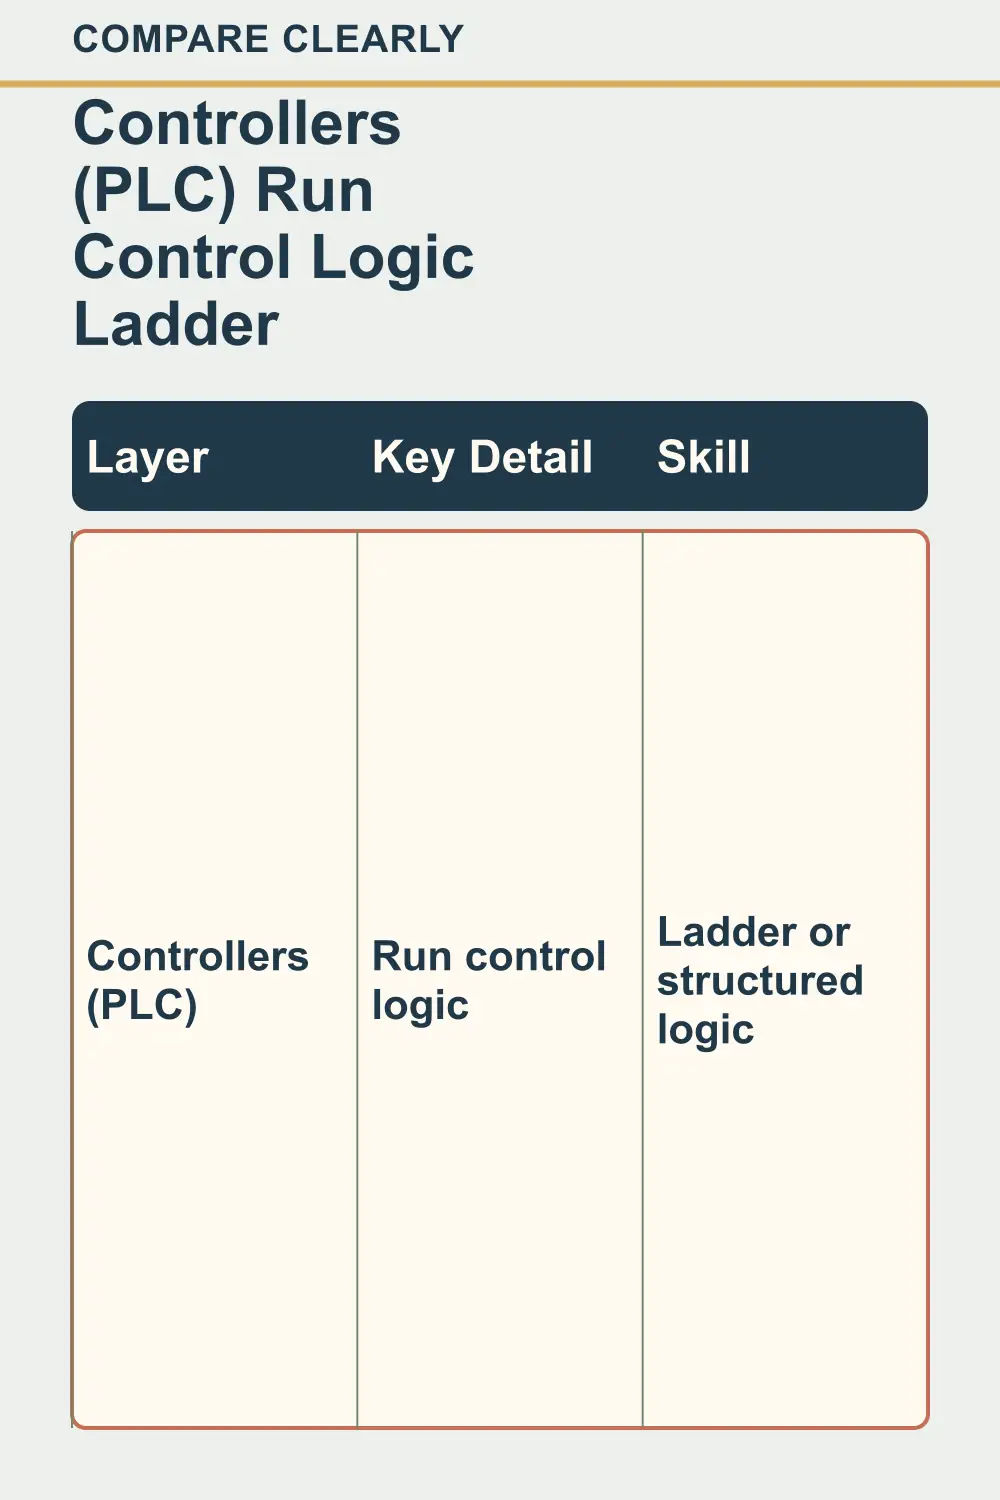 COMPARE CLEARLY
Controllers
(PLC) Run
Control Logic
Ladder
Layer Key Detail Skill
Controllers
(PLC)
Run control
logic
Ladder or
structured
logic